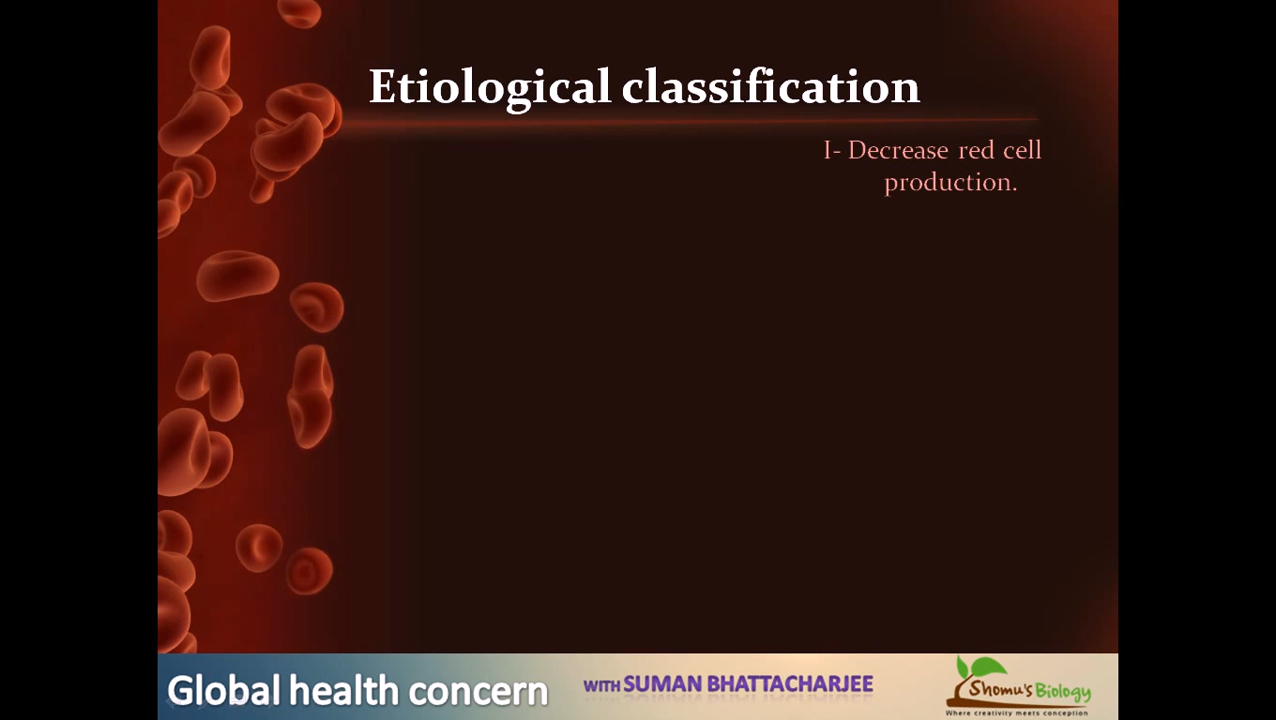 Etiological classification
I- Decrease red cell
production.
Global health concern
WITH SUMAN BHATTACHARJEE
Shomu's Biology
Where creativity meets conception